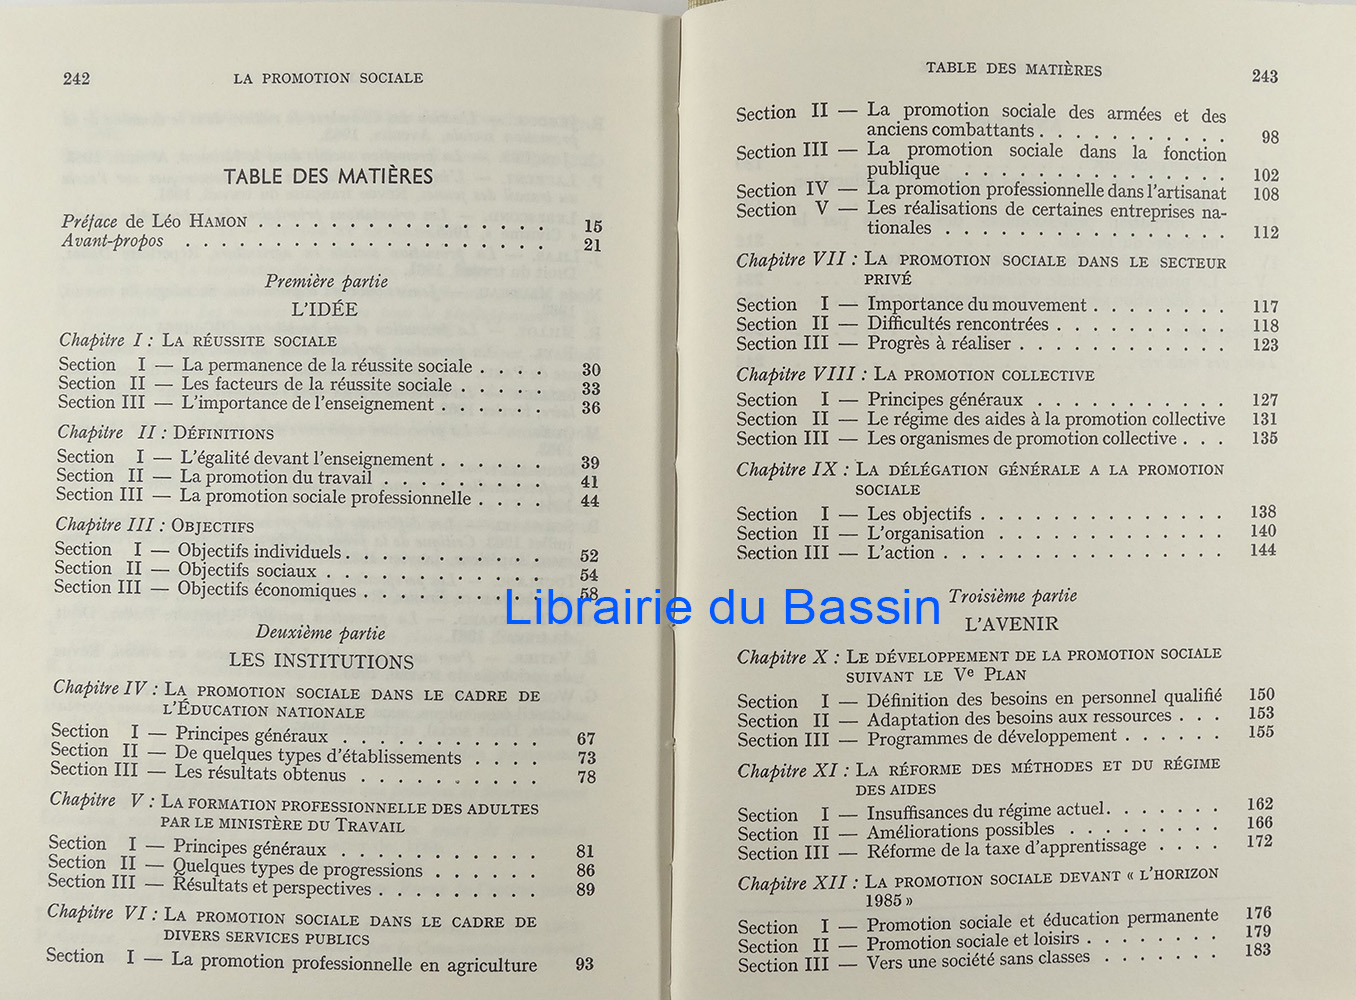 242 LA PROMOTION SOCIALE
TABLE DES MATIÈRES
Préface de Léo HAMON . . . . . . . . . . . . . . . . 15
Avant-propos . . . . . . . . . . . . . . . . . . . . 21
Première partie
L'IDÉE
Chapitre I : LA RÉUSSITE SOCIALE
Section I — La permanence de la réussite sociale . . . . 30
Section II — Les facteurs de la réussite sociale . . . . . 33
Section III — L'importance de l'enseignement . . . . . . 36
Chapitre II : DÉFINITIONS
Section I — L'égalité devant l'enseignement . . . . . . 39
Section II — La promotion du travail . . . . . . . . . 41
Section III — La promotion sociale professionnelle . . . . 44
Chapitre III : OBJECTIFS
Section I — Objectifs individuels . . . . . . . . . . . 52
Section II — Objectifs sociaux . . . . . . . . . . . . 54
Section III — Objectifs économiques . . . . . . . . . . 58
Deuxième partie
LES INSTITUTIONS
Chapitre IV : LA PROMOTION SOCIALE DANS LE CADRE DE
L'ÉDUCATION NATIONALE
Section I — Principes généraux . . . . . . . . . . . 67
Section II — De quelques types d'établissements . . . . 73
Section III — Les résultats obtenus . . . . . . . . . . 78
Chapitre V : LA FORMATION PROFESSIONNELLE DES ADULTES
PAR LE MINISTÈRE DU TRAVAIL
Section I — Principes généraux . . . . . . . . . . . 81
Section II — Quelques types de progressions . . . . . . 86
Section III — Résultats et perspectives . . . . . . . . . 89
Chapitre VI : LA PROMOTION SOCIALE DANS LE CADRE DE
DIVERS SERVICES PUBLICS
Section I — La promotion professionnelle en agriculture 93
TABLE DES MATIÈRES 243
Section II — La promotion sociale des armées et des
anciens combattants . . . . . . . . . . . 98
Section III — La promotion sociale dans la fonction
publique . . . . . . . . . . . . . . . 102
Section IV — La promotion professionnelle dans l'artisanat 108
Section V — Les réalisations de certaines entreprises na-
tionales . . . . . . . . . . . . . . . . 112
Chapitre VII : LA PROMOTION SOCIALE DANS LE SECTEUR
PRIVÉ
Section I — Importance du mouvement . . . . . . . . 117
Section II — Difficultés rencontrées . . . . . . . . . . 118
Section III — Progrès à réaliser . . . . . . . . . . . . 123
Chapitre VIII : LA PROMOTION COLLECTIVE
Section I — Principes généraux . . . . . . . . . . . 127
Section II — Le régime des aides à la promotion collective 131
Section III — Les organismes de promotion collective . . . 135
Chapitre IX : LA DÉLÉGATION GÉNÉRALE A LA PROMOTION
SOCIALE
Section I — Les objectifs . . . . . . . . . . . . . . 138
Section II — L'organisation . . . . . . . . . . . . . 140
Section III — L'action . . . . . . . . . . . . . . . . 144
Troisième partie
L'AVENIR
Chapitre X : LE DÉVELOPPEMENT DE LA PROMOTION SOCIALE
SUIVANT LE Ve PLAN
Section I — Définition des besoins en personnel qualifié 150
Section II — Adaptation des besoins aux ressources . . . 153
Section III — Programmes de développement . . . . . . 155
Chapitre XI : LA RÉFORME DES MÉTHODES ET DU RÉGIME
DES AIDES
Section I — Insuffisances du régime actuel . . . . . . . 162
Section II — Améliorations possibles . . . . . . . . . 166
Section III — Réforme de la taxe d'apprentissage . . . . 172
Chapitre XII : LA PROMOTION SOCIALE DEVANT « L'HORIZON
1985 »
Section I — Promotion sociale et éducation permanente 176
Section II — Promotion sociale et loisirs . . . . . . . . 179
Section III — Vers une société sans classes . . . . . . . 183
Librairie du Bassin